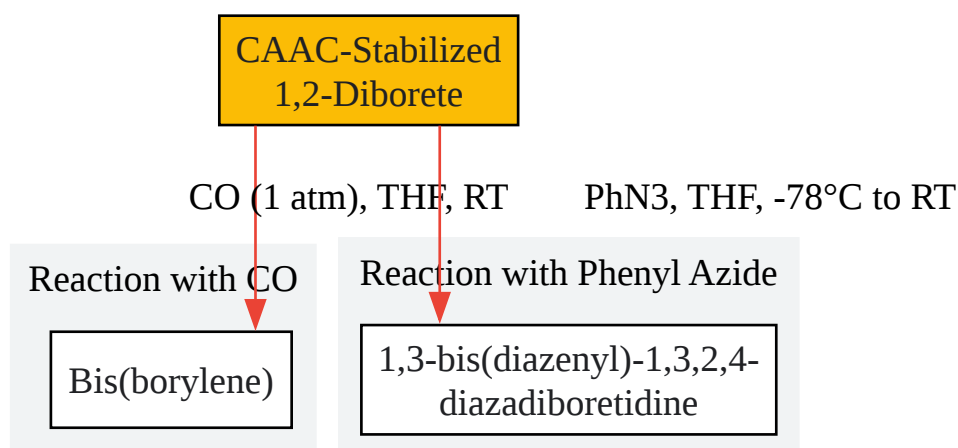 CAAC-Stabilized
1,2-Diborete
CO (1 atm), THF, RT
PhN3, THF, -78°C to RT
Reaction with CO
Reaction with Phenyl Azide
Bis(borylene)
1,3-bis(diazenyl)-1,3,2,4-
diazadiboretidine